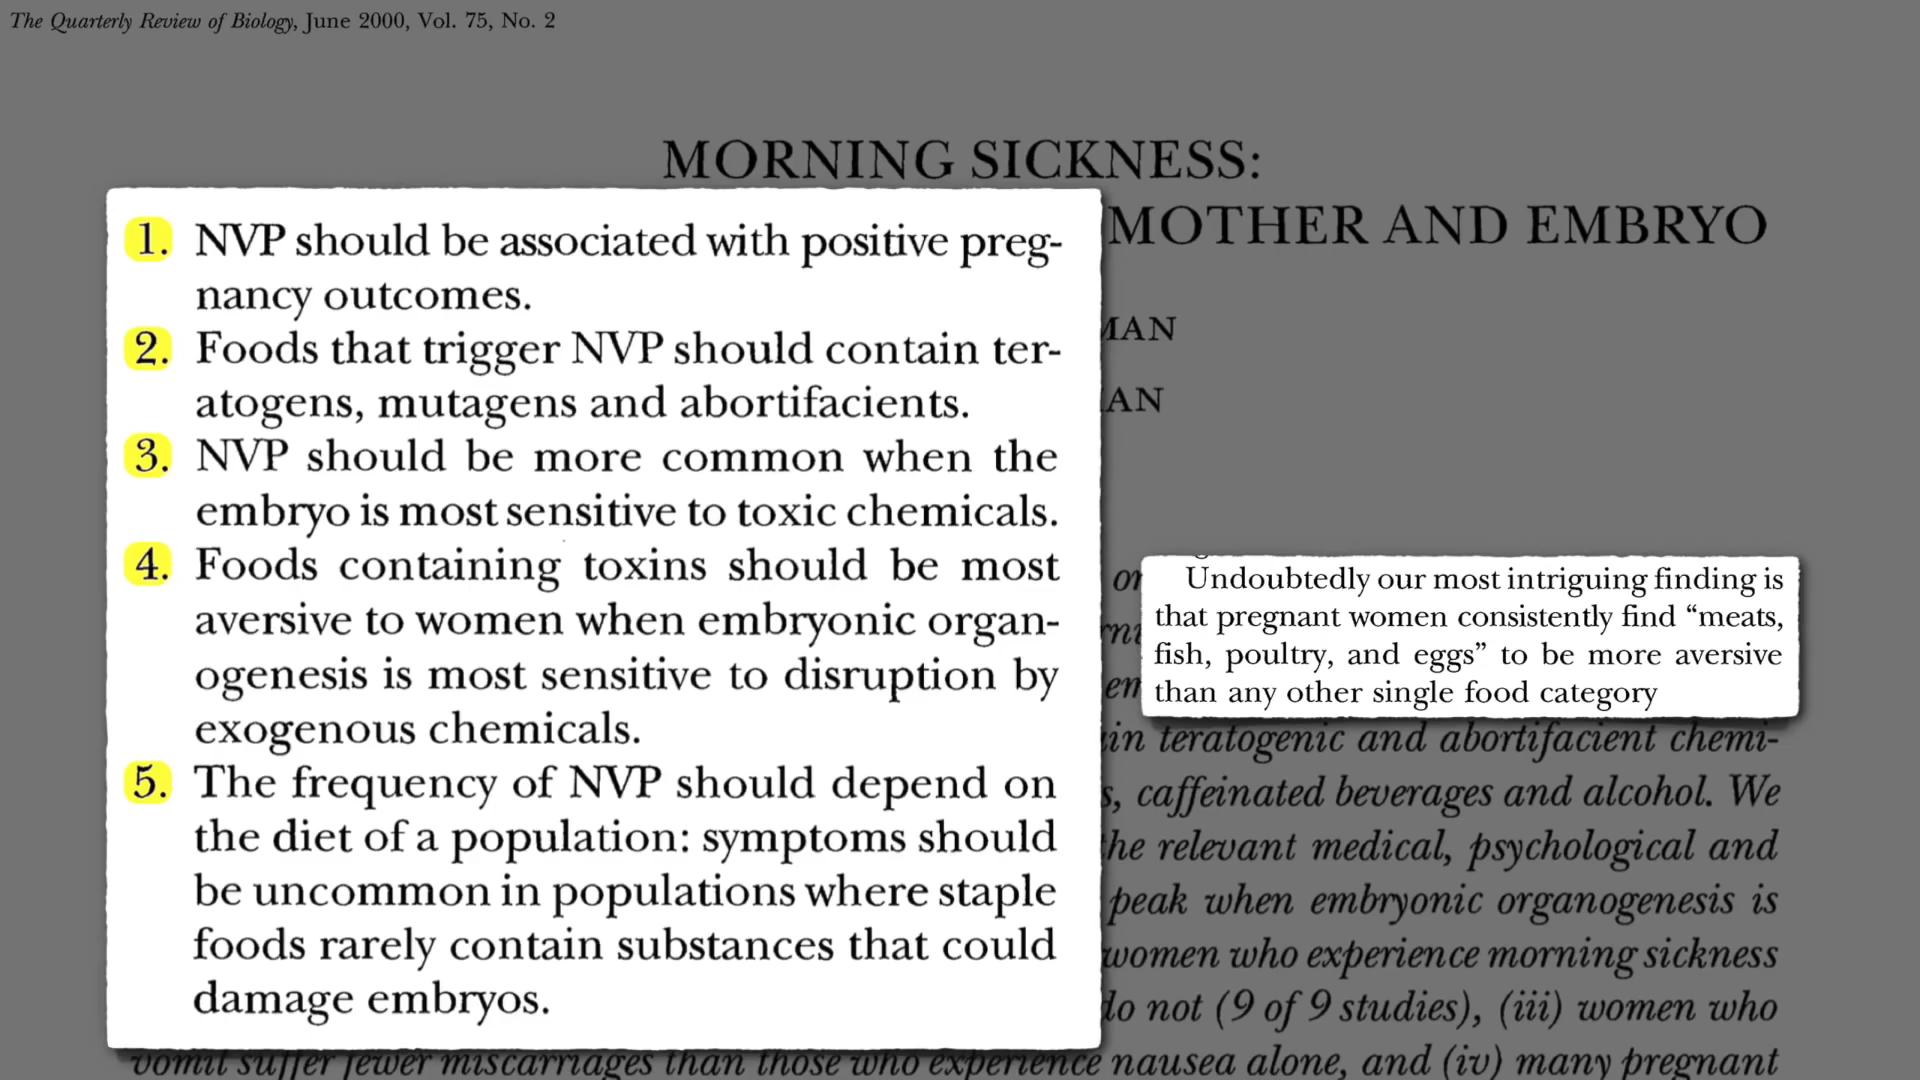 The Quarterly Review of Biology, June 2000, Vol. 75, No. 2
MORNING SICKNESS:
MOTHER AND EMBRYO
1. NVP should be associated with positive preg-
nancy outcomes.
2. Foods that trigger NVP should contain ter-
atogens, mutagens and abortifacients.
3. NVP should be more common when the
embryo is most sensitive to toxic chemicals.
4. Foods containing toxins should be most
aversive to women when embryonic organ-
ogenesis is most sensitive to disruption by
exogenous chemicals.
5. The frequency of NVP should depend on
the diet of a population: symptoms should
be uncommon in populations where staple
foods rarely contain substances that could
damage embryos.
Undoubtedly our most intriguing finding is
that pregnant women consistently find “meats,
fish, poultry, and eggs” to be more aversive
than any other single food category
teratogenic and abortifacient chemi-
caffeinated beverages and alcohol. We
relevant medical, psychological and
peak when embryonic organogenesis is
women who experience morning sickness
do not (9 of 9 studies), (iii) women who
vomit suffer fewer miscarriages than those who experience nausea alone, and (iv) many pregnant